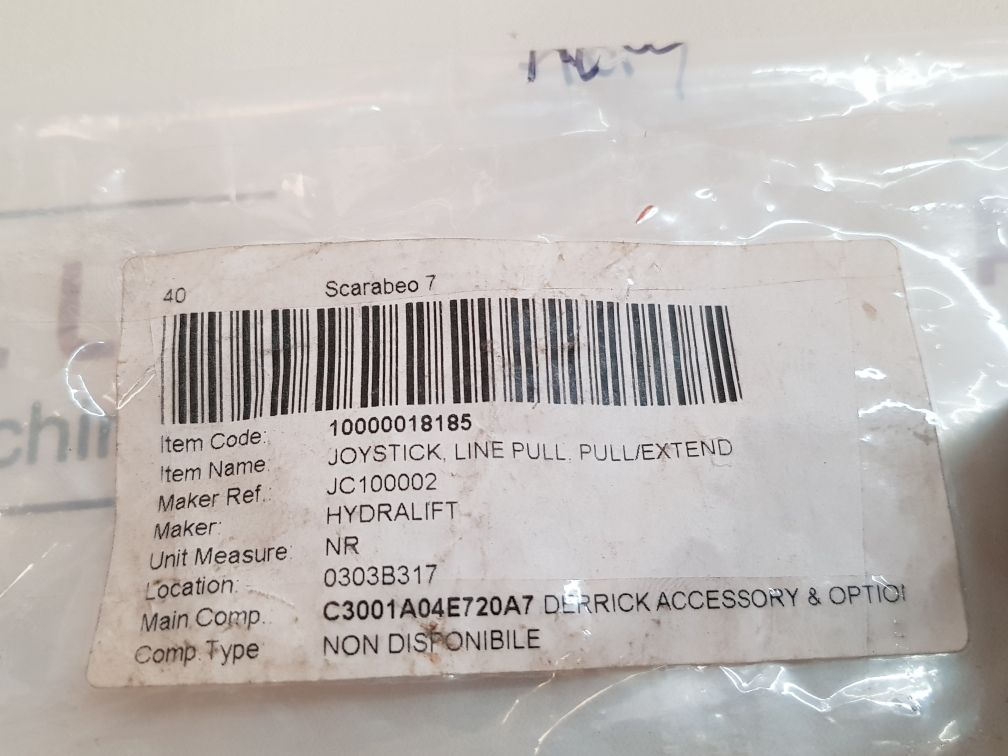 40 Scarabeo 7
Item Code: 10000018185
Item Name: JOYSTICK, LINE PULL. PULL/EXTEND
Maker Ref.: JC100002
Maker: HYDRALIFT
Unit Measure: NR
Location: 0303B317
Main Comp. C3001A04E720A7 DERRICK ACCESSORY & OPTIO
Comp. Type NON DISPONIBILE